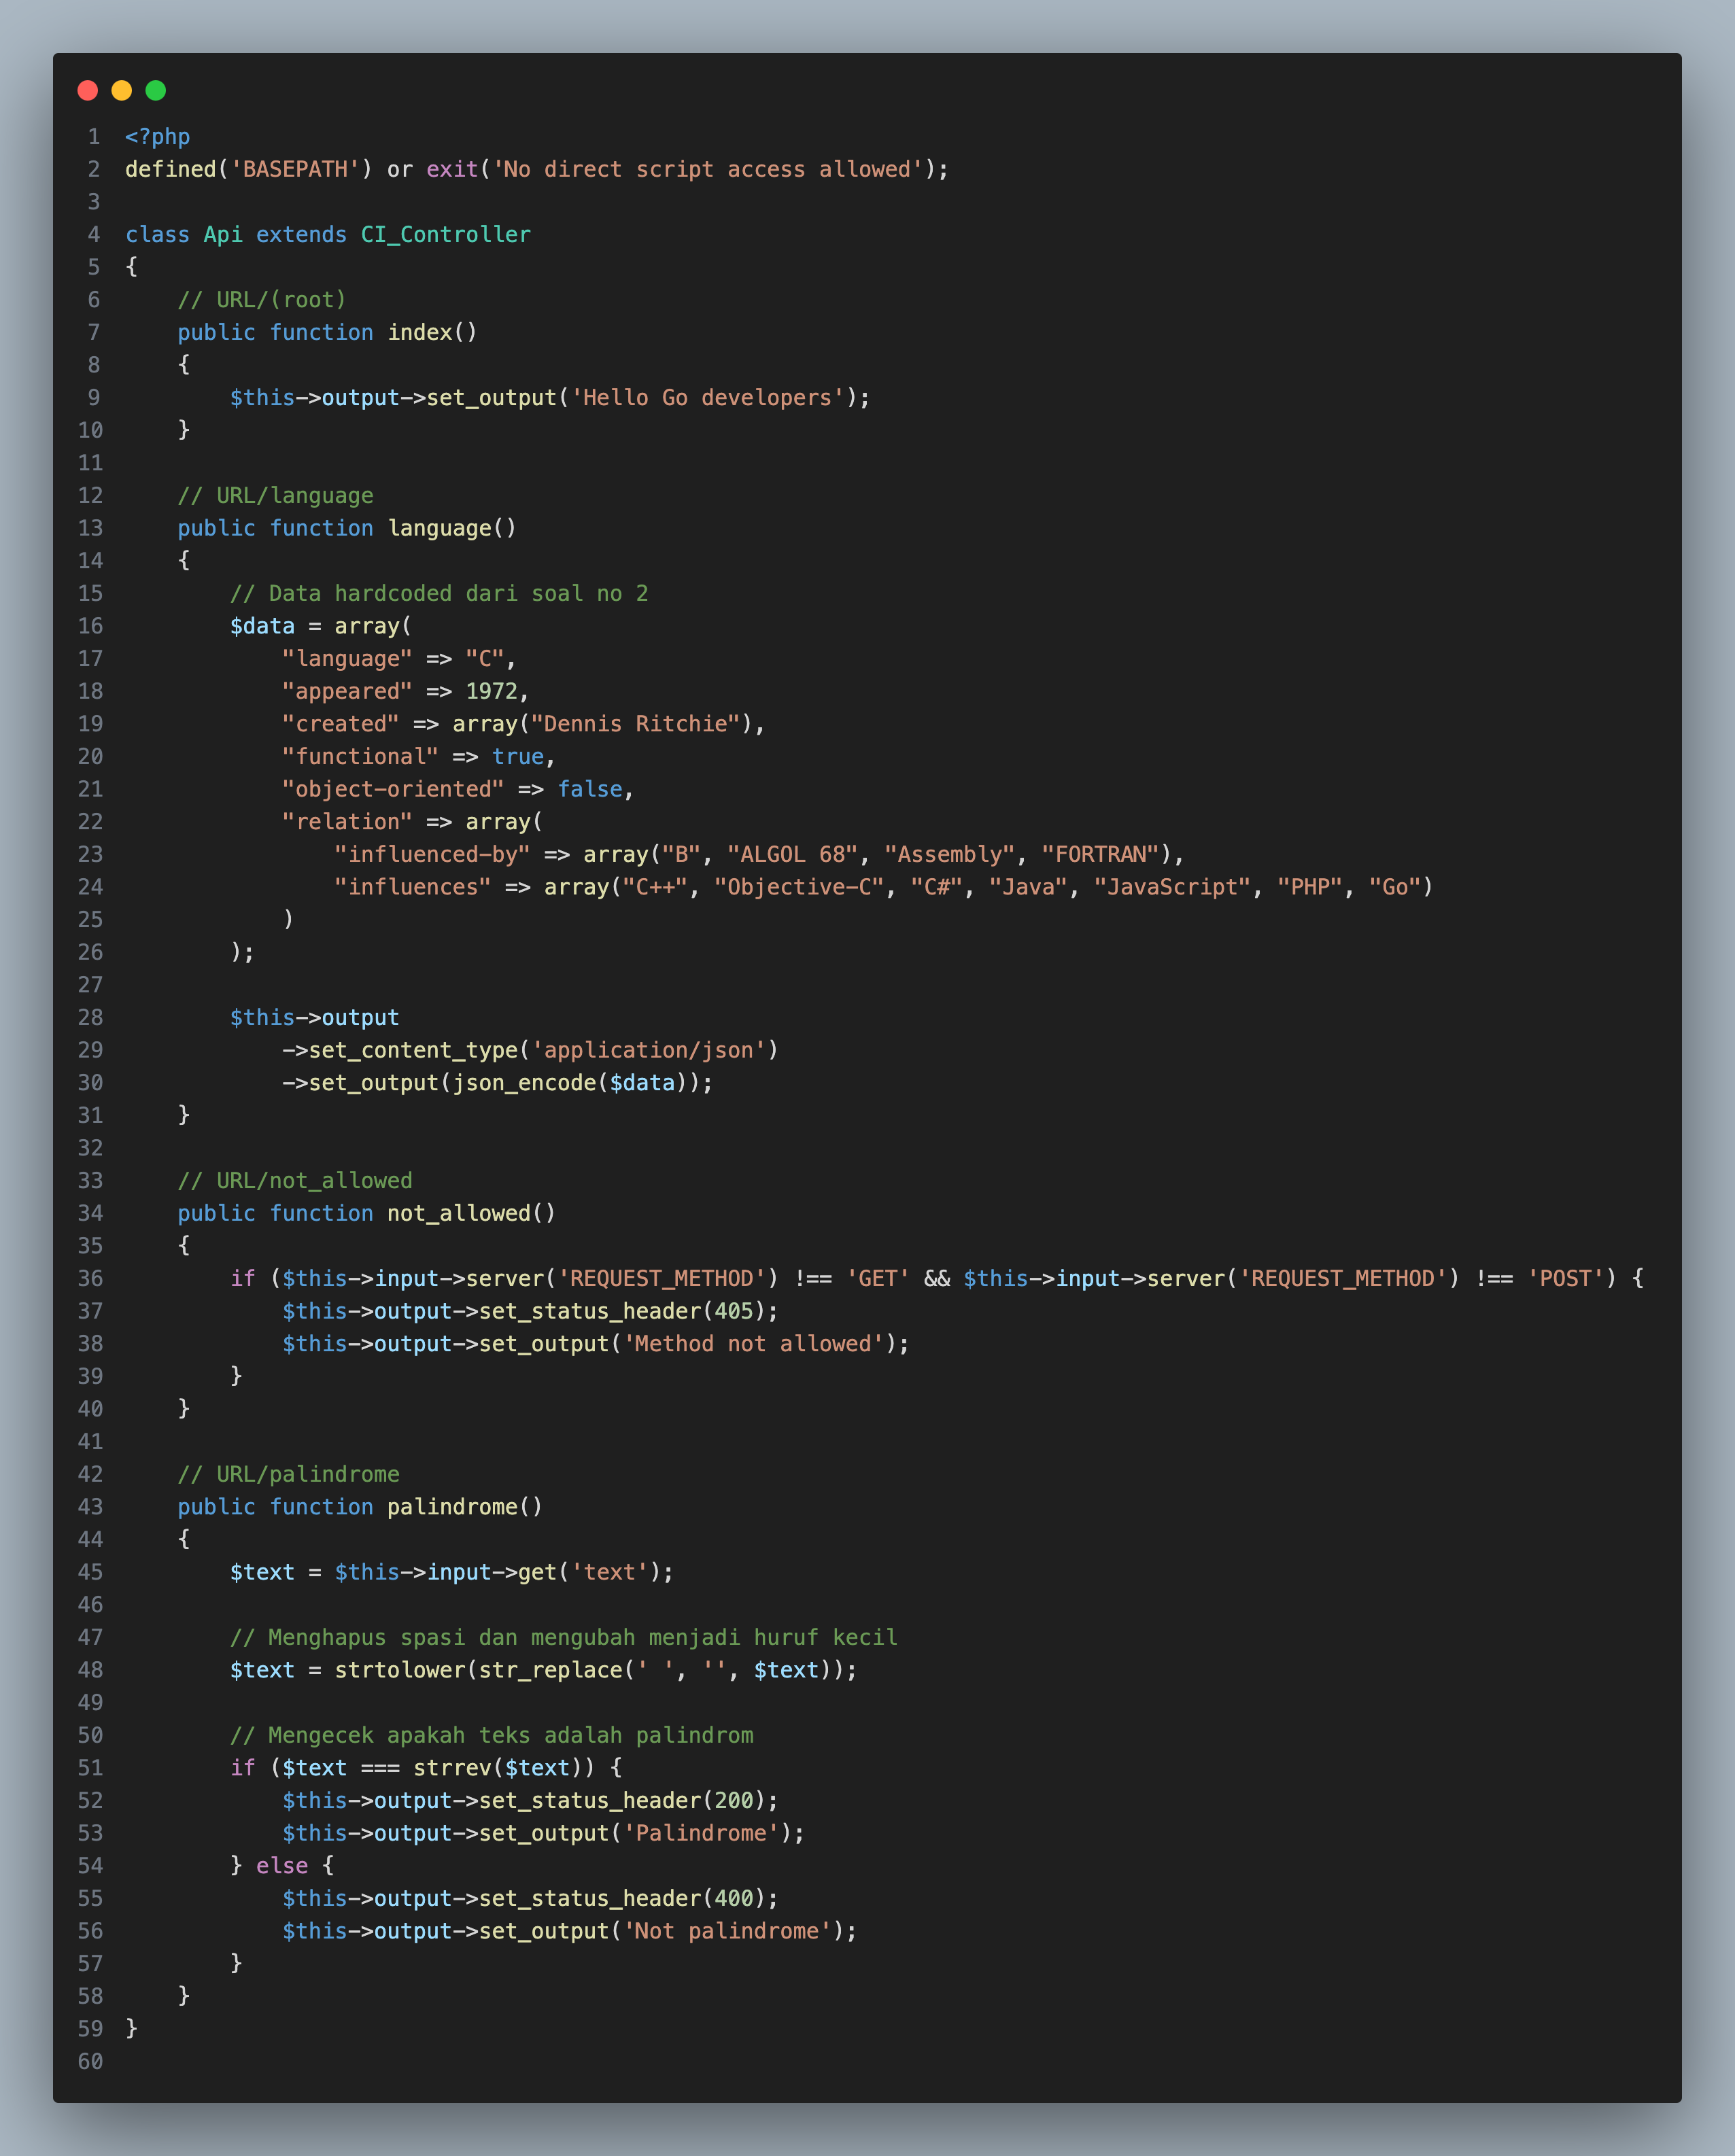 1 <?php
2 defined('BASEPATH') or exit('No direct script access allowed');
3
4 class Api extends CI_Controller
5 {
6     // URL/(root)
7     public function index()
8     {
9         $this->output->set_output('Hello Go developers');
10     }
11
12     // URL/language
13     public function language()
14     {
15         // Data hardcoded dari soal no 2
16         $data = array(
17             "language" => "C",
18             "appeared" => 1972,
19             "created" => array("Dennis Ritchie"),
20             "functional" => true,
21             "object-oriented" => false,
22             "relation" => array(
23                 "influenced-by" => array("B", "ALGOL 68", "Assembly", "FORTRAN"),
24                 "influences" => array("C++", "Objective-C", "C#", "Java", "JavaScript", "PHP", "Go")
25             )
26         );
27
28         $this->output
29             ->set_content_type('application/json')
30             ->set_output(json_encode($data));
31     }
32
33     // URL/not_allowed
34     public function not_allowed()
35     {
36         if ($this->input->server('REQUEST_METHOD') !== 'GET' && $this->input->server('REQUEST_METHOD') !== 'POST') {
37             $this->output->set_status_header(405);
38             $this->output->set_output('Method not allowed');
39         }
40     }
41
42     // URL/palindrome
43     public function palindrome()
44     {
45         $text = $this->input->get('text');
46
47         // Menghapus spasi dan mengubah menjadi huruf kecil
48         $text = strtolower(str_replace(' ', '', $text));
49
50         // Mengecek apakah teks adalah palindrom
51         if ($text === strrev($text)) {
52             $this->output->set_status_header(200);
53             $this->output->set_output('Palindrome');
54         } else {
55             $this->output->set_status_header(400);
56             $this->output->set_output('Not palindrome');
57         }
58     }
59 }
60